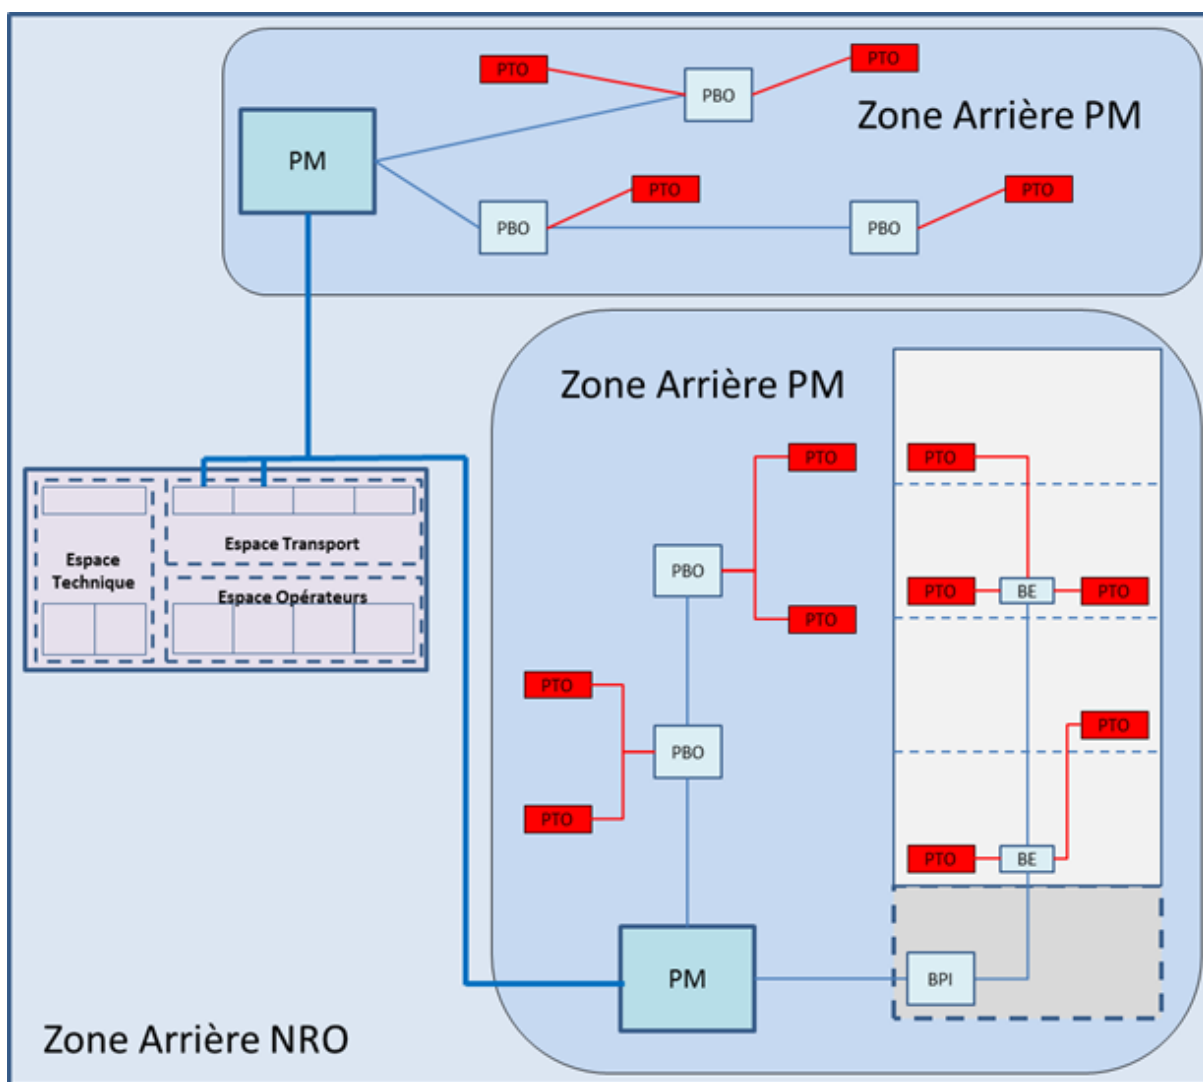 PTO
PTO
PBO
Zone Arrière PM
PM
PTO
PTO
PBO
PBO
Zone Arrière PM
PTO
PTO
Espace Transport
Espace
Technique
PBO
Espace Opérateurs
PTO
BE
PTO
PTO
PTO
PTO
PBO
PTO
PTO
BE
PM
BPI
Zone Arrière NRO